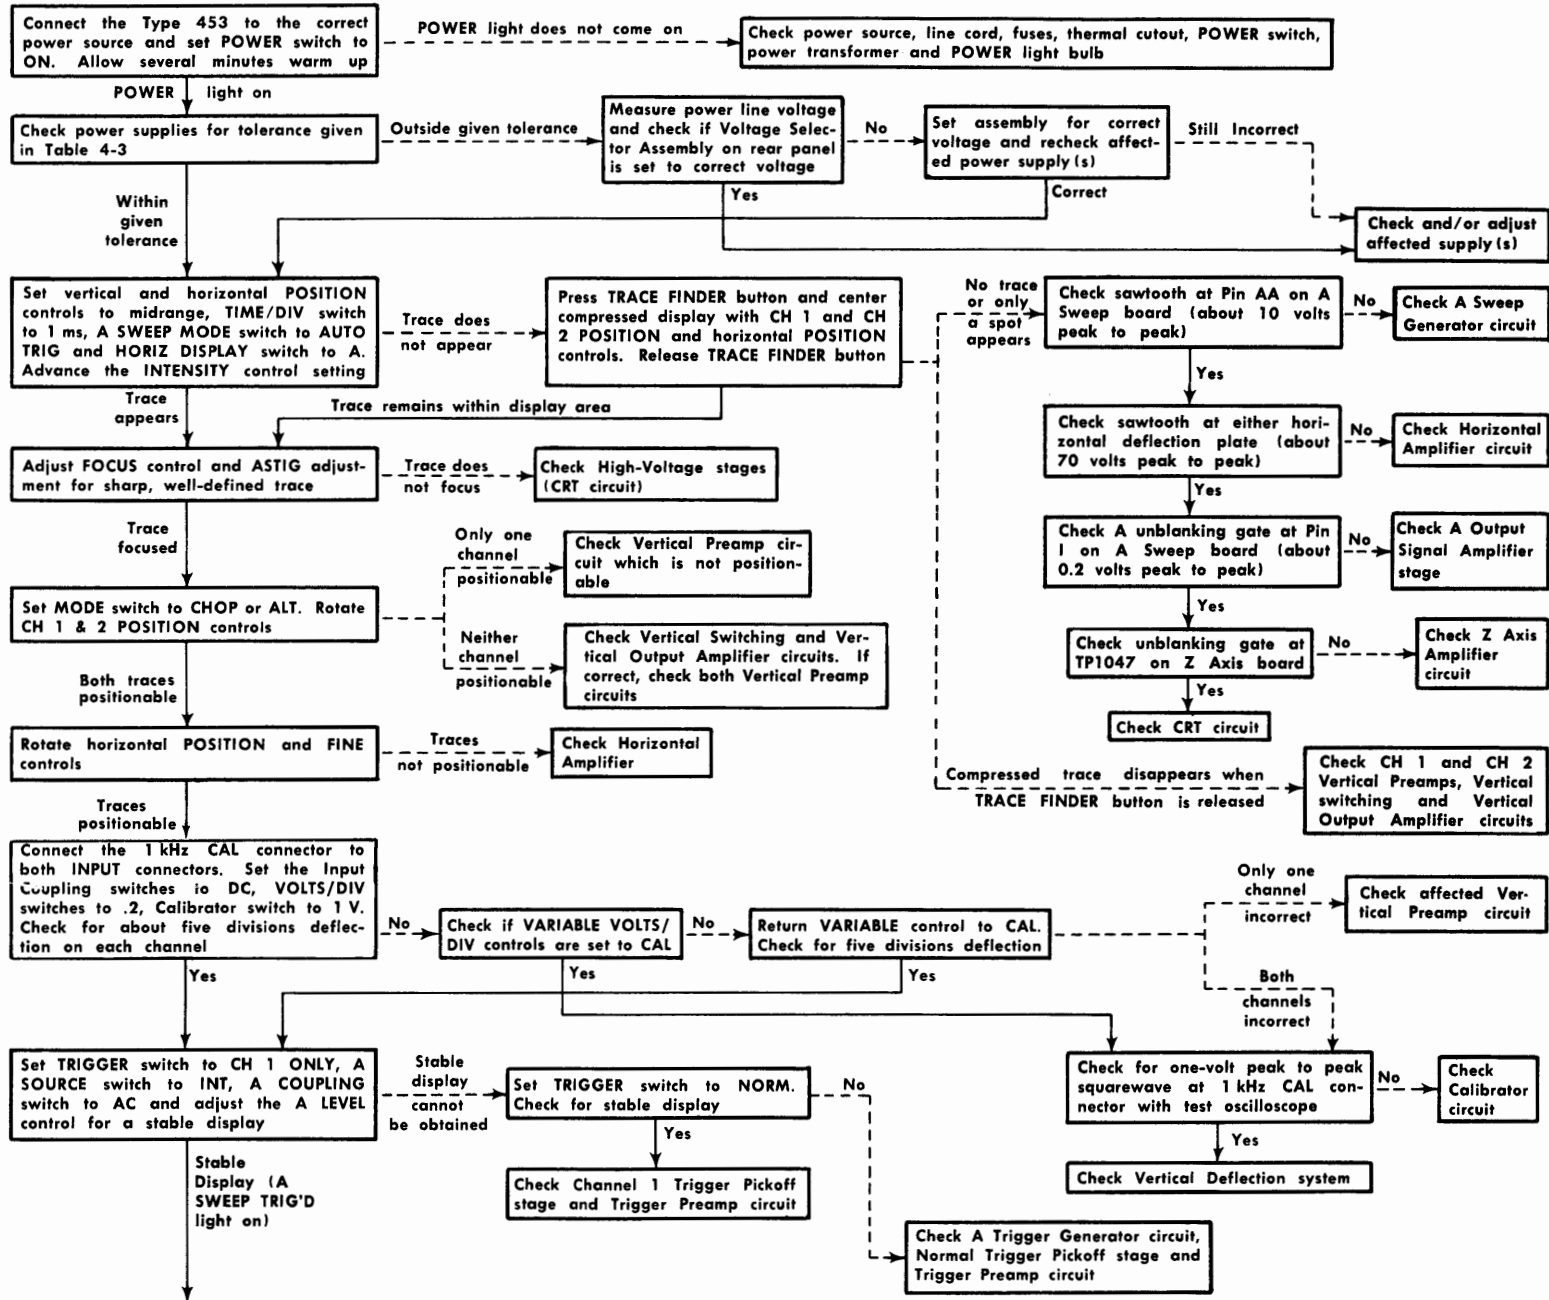 Connect the Type 453 to the correct
power source and set POWER switch to
ON. Allow several minutes warm up
POWER light does not come on
Check power source, line cord, fuses, thermal cutout, POWER switch,
power transformer and POWER light bulb
POWER light on
Check power supplies for tolerance given
in Table 4-3
Outside given tolerance
Measure power line voltage
and check if Voltage Selec-
tor Assembly on rear panel
is set to correct voltage
No
Set assembly for correct
voltage and recheck affect-
ed power supply(s)
Still Incorrect
Yes
Correct
Check and/or adjust
affected supply(s)
Within
given
tolerance
Set vertical and horizontal POSITION
controls to midrange, TIME/DIV switch
to 1 ms, A SWEEP MODE switch to AUTO
TRIG and HORIZ DISPLAY switch to A.
Advance the INTENSITY control setting
Trace does
not appear
Press TRACE FINDER button and center
compressed display with CH 1 and CH
2 POSITION and horizontal POSITION
controls. Release TRACE FINDER button
No trace
or only
a spot
appears
Check sawtooth at Pin AA on A
Sweep board (about 10 volts
peak to peak)
No
Check A Sweep
Generator circuit
Yes
Trace
appears
Trace remains within display area
Check sawtooth at either hori-
zontal deflection plate (about
70 volts peak to peak)
No
Check Horizontal
Amplifier circuit
Adjust FOCUS control and ASTIG adjust-
ment for sharp, well-defined trace
Trace does
not focus
Check High-Voltage stages
(CRT circuit)
Yes
Trace
focused
Only one
channel
positionable
Check Vertical Preamp cir-
cuit which is not position-
able
Check A unblanking gate at Pin
I on A Sweep board (about
0.2 volts peak to peak)
No
Check A Output
Signal Amplifier
stage
Yes
Set MODE switch to CHOP or ALT. Rotate
CH 1 & 2 POSITION controls
Neither
channel
positionable
Check Vertical Switching and Ver-
tical Output Amplifier circuits. If
correct, check both Vertical Preamp
circuits
Check unblanking gate at
TP1047 on Z Axis board
No
Check Z Axis
Amplifier
circuit
Yes
Check CRT circuit
Both traces
positionable
Rotate horizontal POSITION and FINE
controls
Traces
not positionable
Check Horizontal
Amplifier
Compressed trace disappears when
TRACE FINDER button is released
Check CH 1 and CH 2
Vertical Preamps, Vertical
switching and Vertical
Output Amplifier circuits
Traces
positionable
Connect the 1 kHz CAL connector to
both INPUT connectors. Set the Input
Coupling switches io DC, VOLTS/DIV
switches to .2, Calibrator switch to 1 V.
Check for about five divisions deflec-
tion on each channel
No
Check if VARIABLE VOLTS/
DIV controls are set to CAL
No
Return VARIABLE control to CAL.
Check for five divisions deflection
Only one
channel
incorrect
Check affected Ver-
tical Preamp circuit
Yes
Yes
Yes
Both
channels
incorrect
Set TRIGGER switch to CH 1 ONLY, A
SOURCE switch to INT, A COUPLING
switch to AC and adjust the A LEVEL
control for a stable display
Stable
display
cannot
be obtained
Set TRIGGER switch to NORM.
Check for stable display
No
Check for one-volt peak to peak
squarewave at 1 kHz CAL con-
nector with test oscilloscope
No
Check
Calibrator
circuit
Yes
Yes
Check Channel 1 Trigger Pickoff
stage and Trigger Preamp circuit
Check Vertical Deflection system
Stable
Display (A
SWEEP TRIG'D
light on)
Check A Trigger Generator circuit,
Normal Trigger Pickoff stage and
Trigger Preamp circuit